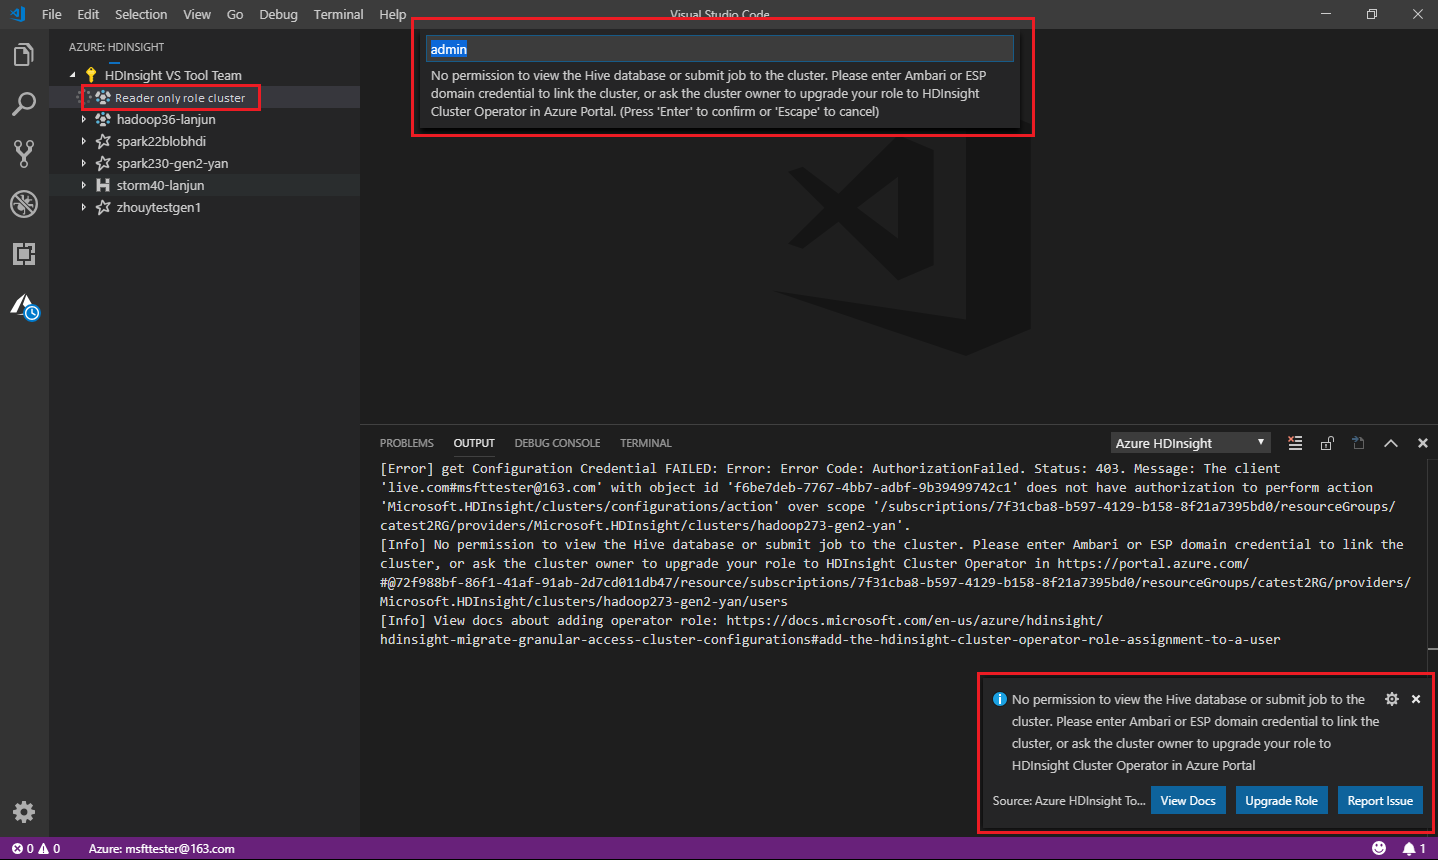 File Edit Selection View Go Debug Terminal Help
Visual Studio Code
AZURE: HDINSIGHT
HDInsight VS Tool Team
Reader only role cluster
hadoop36-lanjun
spark22blobhdi
spark230-gen2-yan
storm40-lanjun
zhouytestgen1
admin
No permission to view the Hive database or submit job to the cluster. Please enter Ambari or ESP
domain credential to link the cluster, or ask the cluster owner to upgrade your role to HDInsight
Cluster Operator in Azure Portal. (Press 'Enter' to confirm or 'Escape' to cancel)
PROBLEMS OUTPUT DEBUG CONSOLE TERMINAL
Azure HDInsight
[Error] get Configuration Credential FAILED: Error: Error Code: AuthorizationFailed. Status: 403. Message: The client
'live.com#msfttester@163.com' with object id 'f6be7deb-7767-4bb7-adbf-9b39499742c1' does not have authorization to perform action
'Microsoft.HDInsight/clusters/configurations/action' over scope '/subscriptions/7f31cba8-b597-4129-b158-8f21a7395bd0/resourceGroups/
catest2RG/providers/Microsoft.HDInsight/clusters/hadoop273-gen2-yan'.
[Info] No permission to view the Hive database or submit job to the cluster. Please enter Ambari or ESP domain credential to link the
cluster, or ask the cluster owner to upgrade your role to HDInsight Cluster Operator in https://portal.azure.com/
#@72f988bf-86f1-41af-91ab-2d7cd011db47/resource/subscriptions/7f31cba8-b597-4129-b158-8f21a7395bd0/resourceGroups/catest2RG/providers/
Microsoft.HDInsight/clusters/hadoop273-gen2-yan/users
[Info] View docs about adding operator role: https://docs.microsoft.com/en-us/azure/hdinsight/
hdinsight-migrate-granular-access-cluster-configurations#add-the-hdinsight-cluster-operator-role-assignment-to-a-user
No permission to view the Hive database or submit job to the
cluster. Please enter Ambari or ESP domain credential to link the
cluster, or ask the cluster owner to upgrade your role to
HDInsight Cluster Operator in Azure Portal
Source: Azure HDInsight To... View Docs Upgrade Role Report Issue
0 0 Azure: msfttester@163.com 1